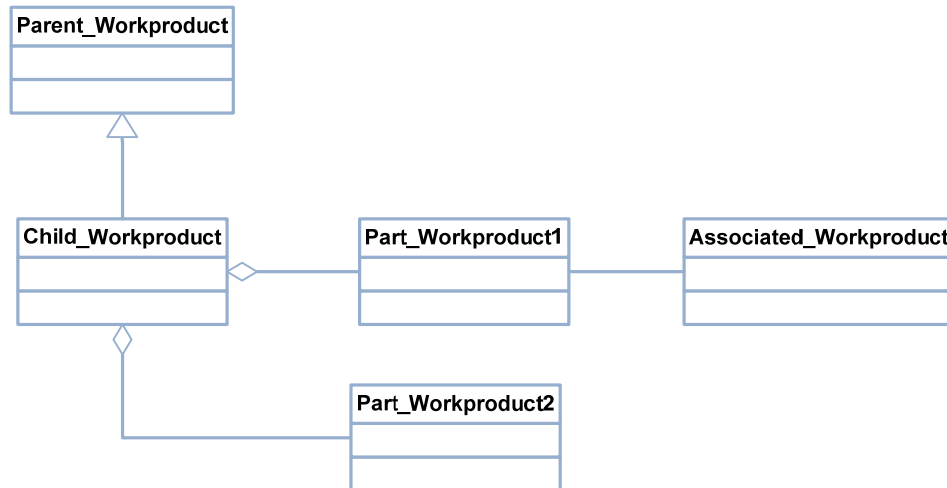 Parent_Workproduct
Child_Workproduct
Part_Workproduct1
Associated_Workproduct
Part_Workproduct2